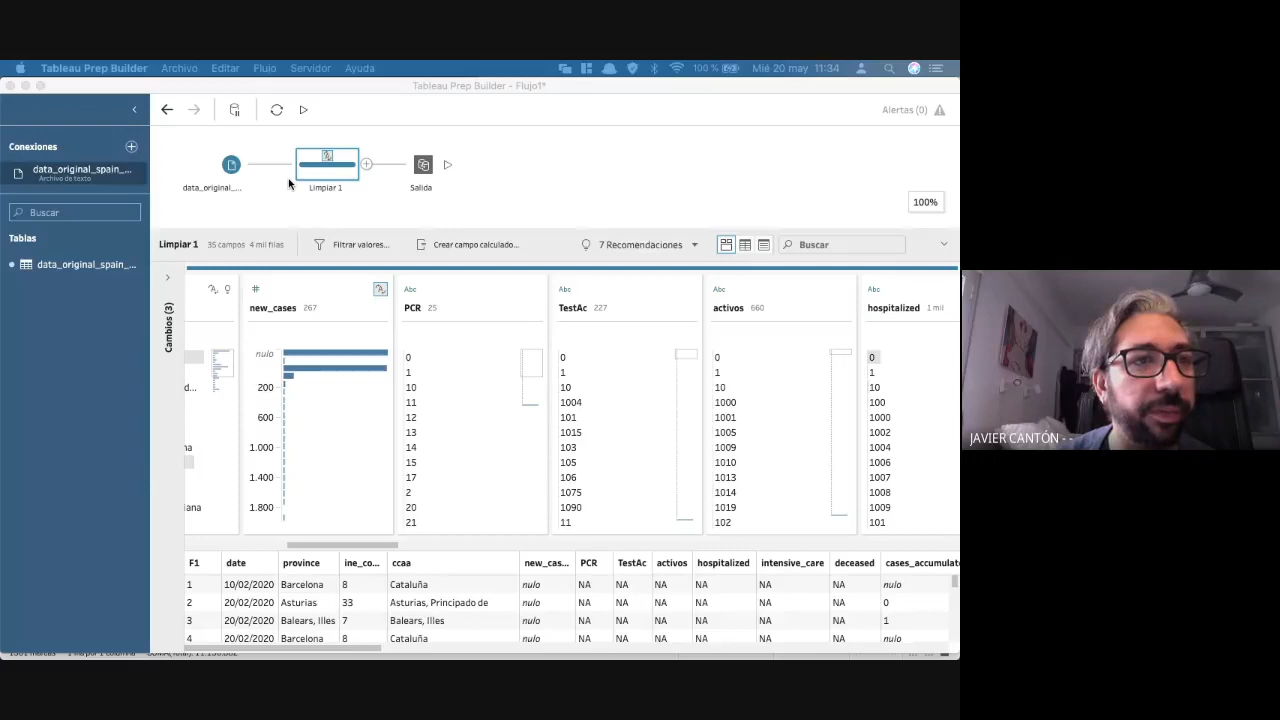 Tableau Prep Builder Archivo Editar Flujo Servidor Ayuda 100 % Mié 20 may 11:34
Tableau Prep Builder - Flujo1*
Alertas (0)
Conexiones
data_original_spain_...
Archivo de texto
Buscar
Tablas
data_original_spain_...
data_original_...
Limpiar 1
Salida
100%
Limpiar 1 35 campos 4 mil filas Filtrar valores... Crear campo calculado... 7 Recomendaciones Buscar
Cambios (3)
d...
na
iana
#
new_cases 267
nulo
200
600
1.000
1.400
1.800
Abc
PCR 25
0
1
10
11
12
13
14
15
17
2
20
21
Abc
TestAc 227
0
1
10
1004
101
1015
103
105
106
1075
1090
11
Abc
activos 660
0
1
10
1000
1001
1005
1009
1010
1013
1014
1019
102
Abc
hospitalized 1 mil
0
1
10
100
1000
1002
1004
1006
1007
1008
1009
101
F1 date province ine_co... ccaa new_cas... PCR TestAc activos hospitalized intensive_care deceased cases_accumulat
1 10/02/2020 Barcelona 8 Cataluña nulo NA NA NA NA NA NA nulo
2 20/02/2020 Asturias 33 Asturias, Principado de nulo NA NA NA NA NA NA 0
3 20/02/2020 Balears, Illes 7 Balears, Illes nulo NA NA NA NA NA NA 1
4 20/02/2020 Barcelona 8 Cataluña nulo NA NA NA NA NA NA nulo
JAVIER CANTÓN - -